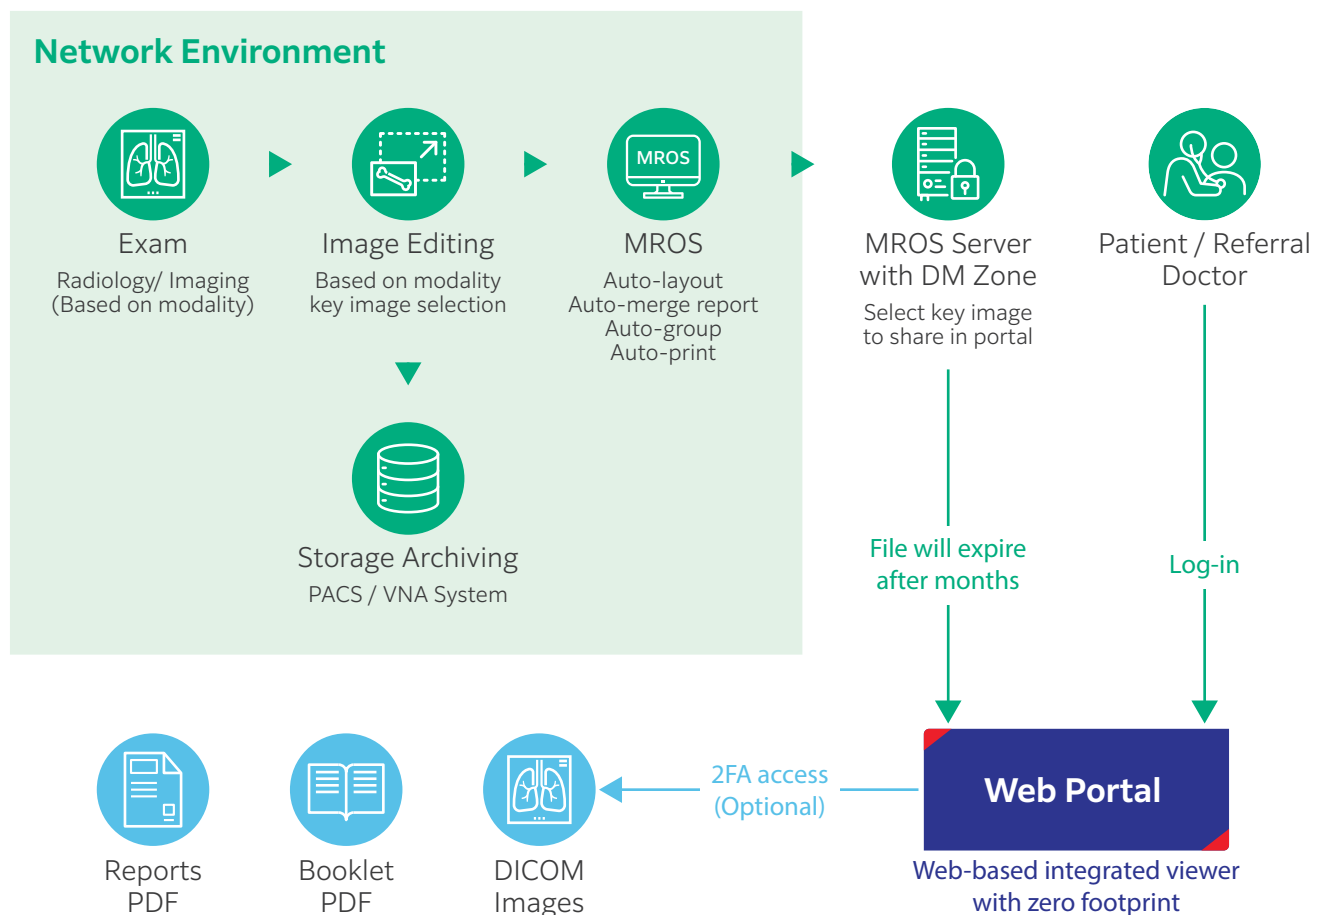 Network Environment
MROS
Exam
Radiology/ Imaging
(Based on modality)
Image Editing
Based on modality
key image selection
MROS
Auto-layout
Auto-merge report
Auto-group
Auto-print
MROS Server
with DM Zone
Select key image
to share in portal
Patient / Referral
Doctor
Storage Archiving
PACS / VNA System
File will expire
after months
Log-in
Reports
PDF
Booklet
PDF
DICOM
Images
2FA access
(Optional)
Web Portal
Web-based integrated viewer
with zero footprint